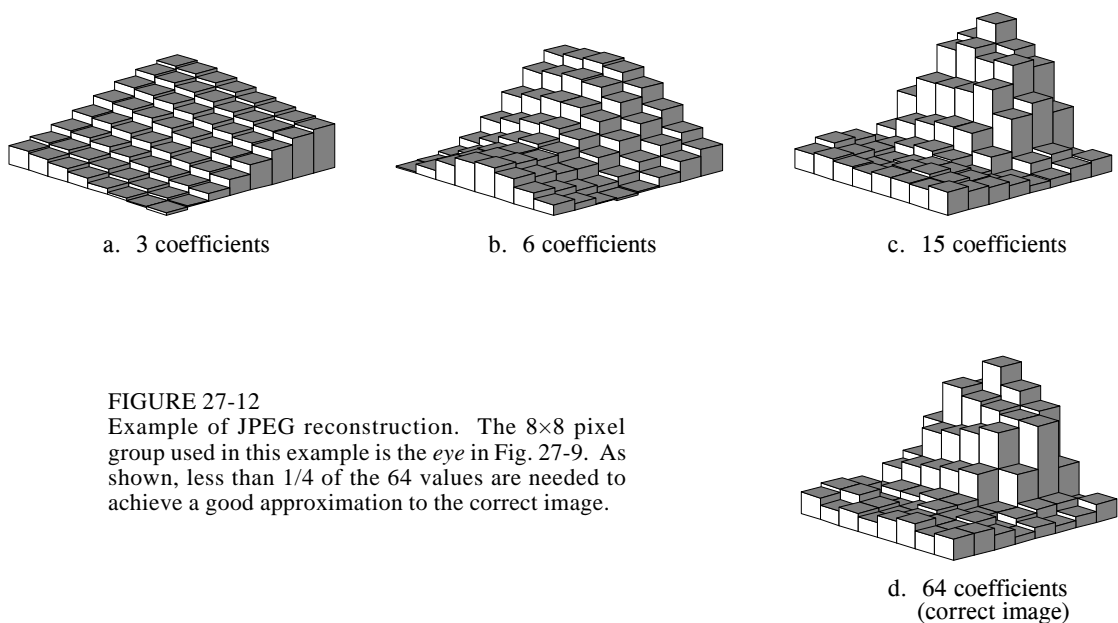 a. 3 coefficients
b. 6 coefficients
c. 15 coefficients
FIGURE 27-12
Example of JPEG reconstruction. The 8×8 pixel
group used in this example is the eye in Fig. 27-9. As
shown, less than 1/4 of the 64 values are needed to
achieve a good approximation to the correct image.
d. 64 coefficients
(correct image)